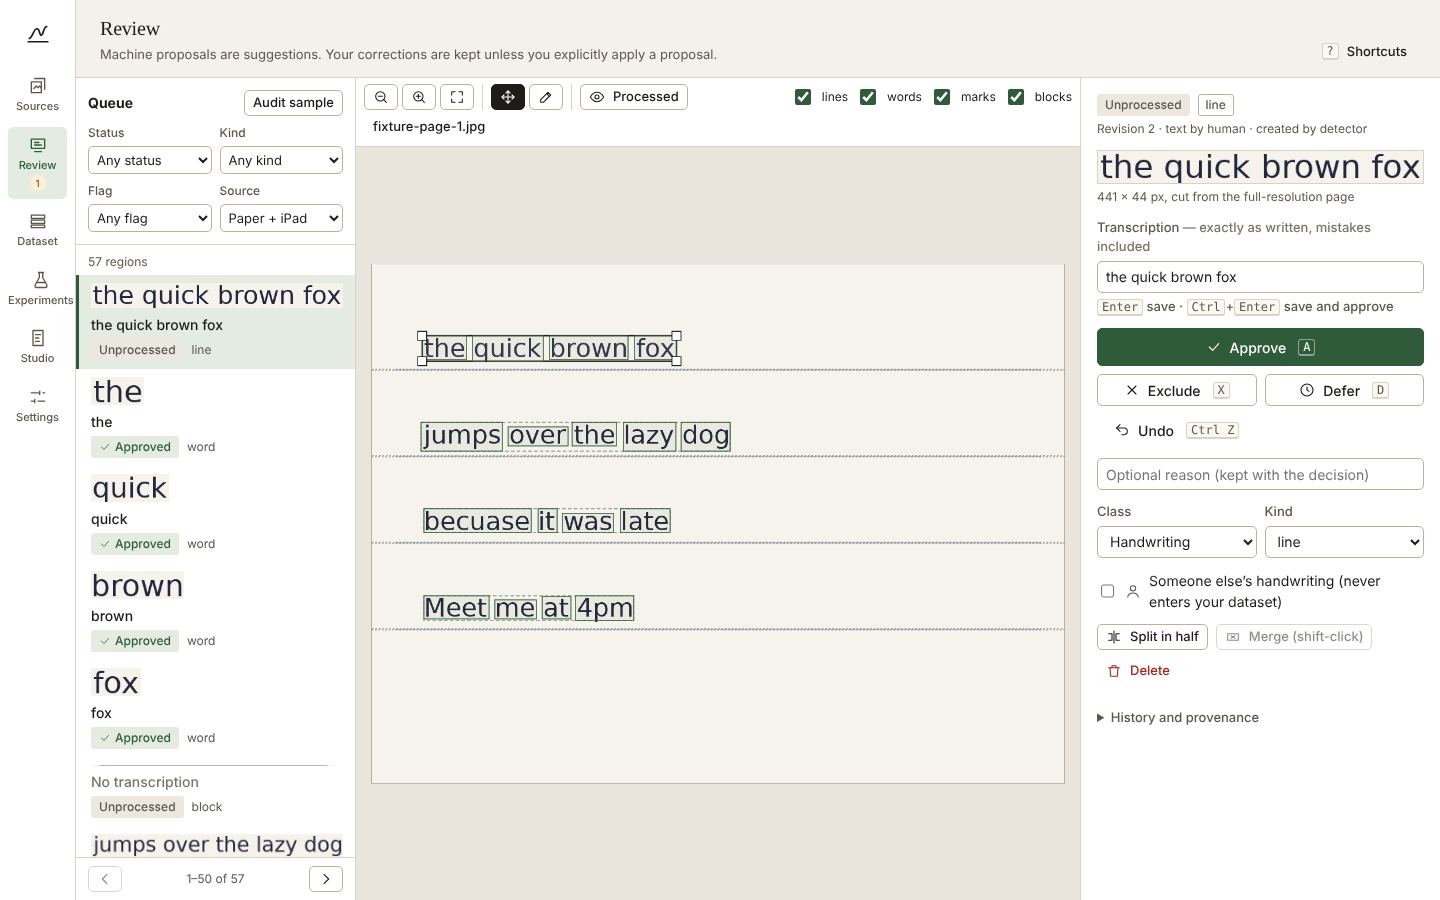 Review
Machine proposals are suggestions. Your corrections are kept unless you explicitly apply a proposal.
? Shortcuts
Sources
Review
1
Dataset
Experiments
Studio
Settings
Queue
Audit sample
Status
Kind
Any status
Any kind
Flag
Source
Any flag
Paper + iPad
57 regions
the quick brown fox
the quick brown fox
Unprocessed line
the
the
Approved word
quick
quick
Approved word
brown
brown
Approved word
fox
fox
Approved word
No transcription
Unprocessed block
jumps over the lazy dog
1–50 of 57
Processed
lines words marks blocks
fixture-page-1.jpg
the quick brown fox
jumps over the lazy dog
becuase it was late
Meet me at 4pm
Unprocessed line
Revision 2 · text by human · created by detector
the quick brown fox
441 × 44 px, cut from the full-resolution page
Transcription — exactly as written, mistakes
included
the quick brown fox
Enter save · Ctrl+Enter save and approve
Approve A
Exclude X
Defer D
Undo Ctrl Z
Optional reason (kept with the decision)
Class
Kind
Handwriting
line
Someone else’s handwriting (never
enters your dataset)
Split in half
Merge (shift-click)
Delete
History and provenance